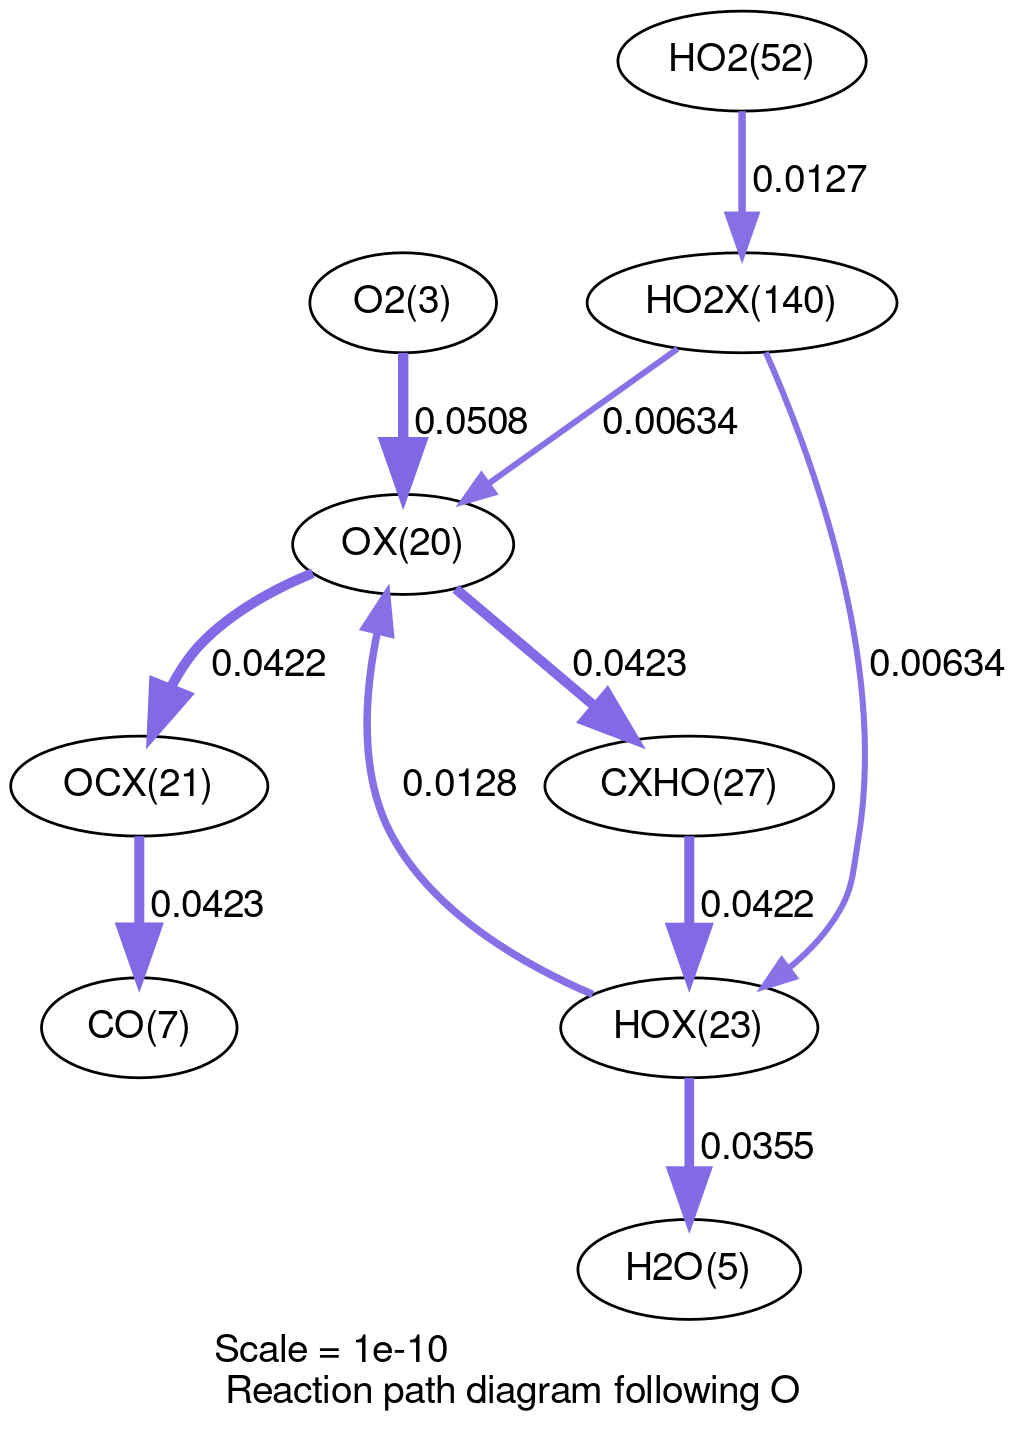 HO2(52)
0.0127
O2(3)
HO2X(140)
0.0508
0.00634
OX(20)
0.0422
0.0423
0.00634
OCX(21)
0.0128
CXHO(27)
0.0423
0.0422
CO(7)
HOX(23)
0.0355
H2O(5)
Scale = 1e-10
Reaction path diagram following O